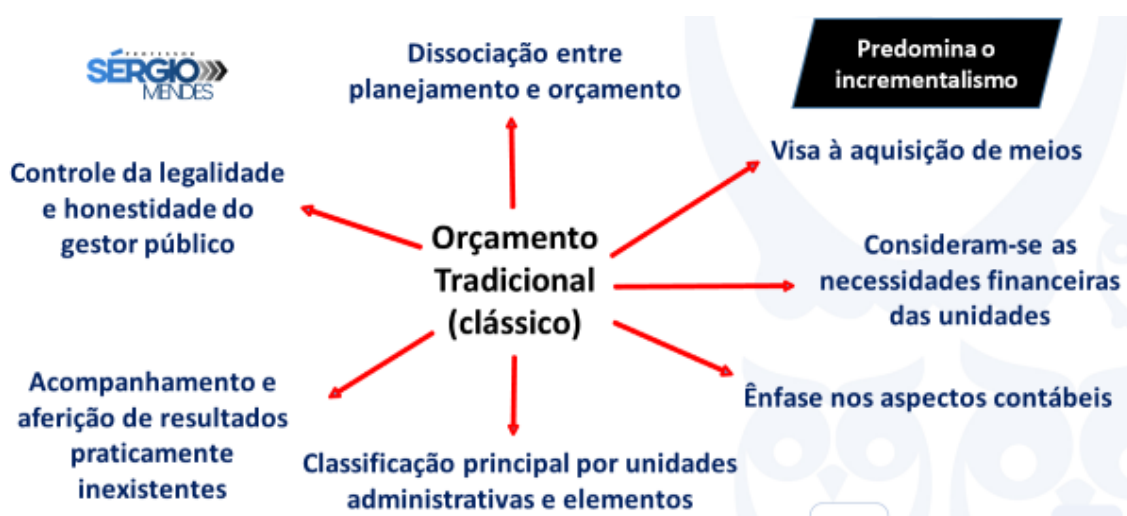 PROFESSOR
SÉRGIO
MENDES
Dissociação entre
planejamento e orçamento
Predomina o
incrementalismo
Controle da legalidade
e honestidade do
gestor público
Visa à aquisição de meios
Orçamento
Tradicional
(clássico)
Consideram-se as
necessidades financeiras
das unidades
Acompanhamento e
aferição de resultados
praticamente
inexistentes
Ênfase nos aspectos contábeis
Classificação principal por unidades
administrativas e elementos